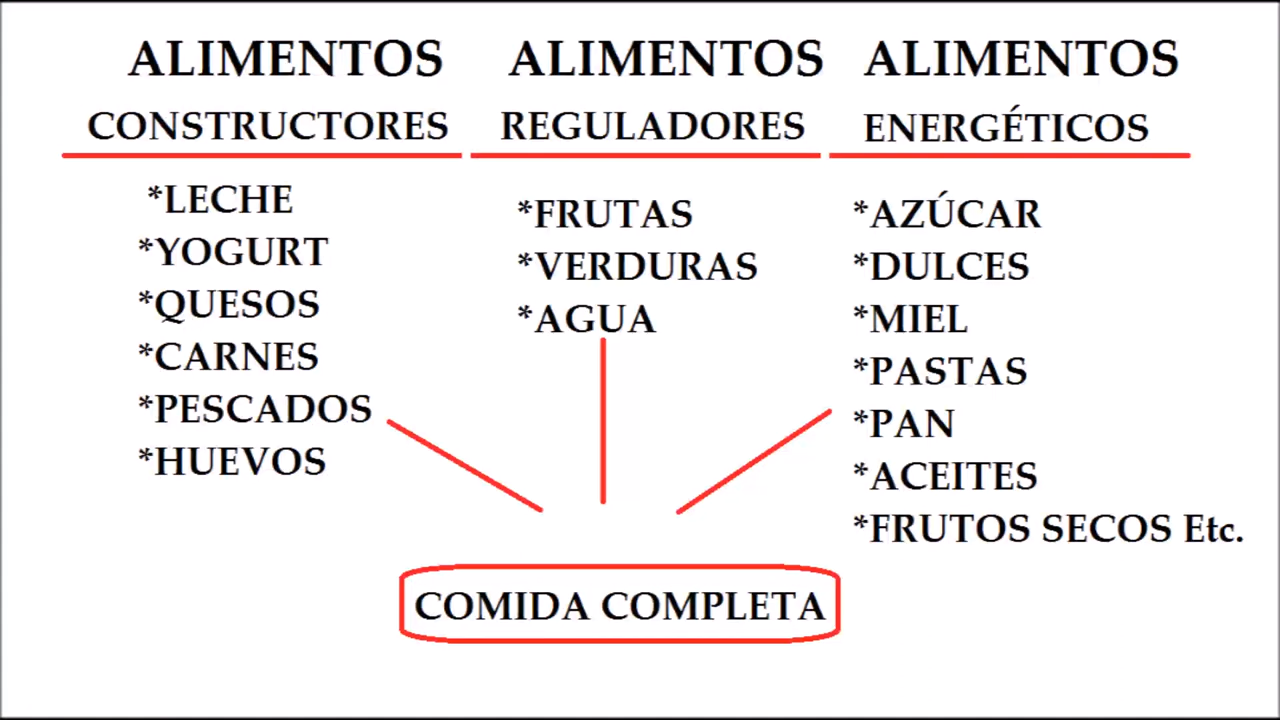 ALIMENTOS
CONSTRUCTORES
*LECHE
*YOGURT
*QUESOS
*CARNES
*PESCADOS
*HUEVOS
ALIMENTOS
REGULADORES
*FRUTAS
*VERDURAS
*AGUA
ALIMENTOS
ENERGÉTICOS
*AZÚCAR
*DULCES
*MIEL
*PASTAS
*PAN
*ACEITES
*FRUTOS SECOS Etc.
COMIDA COMPLETA